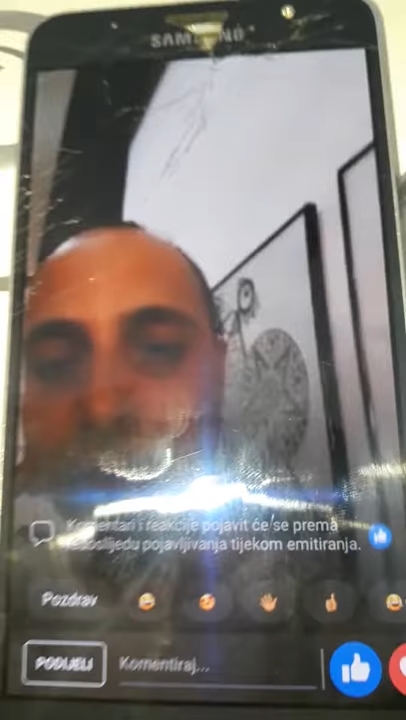 SAMSUNG
Komentari i reakcije pojavit će se prema
redoslijedu pojavljivanja tijekom emitiranja.
Pozdrav
PODIJELI
Komentiraj...